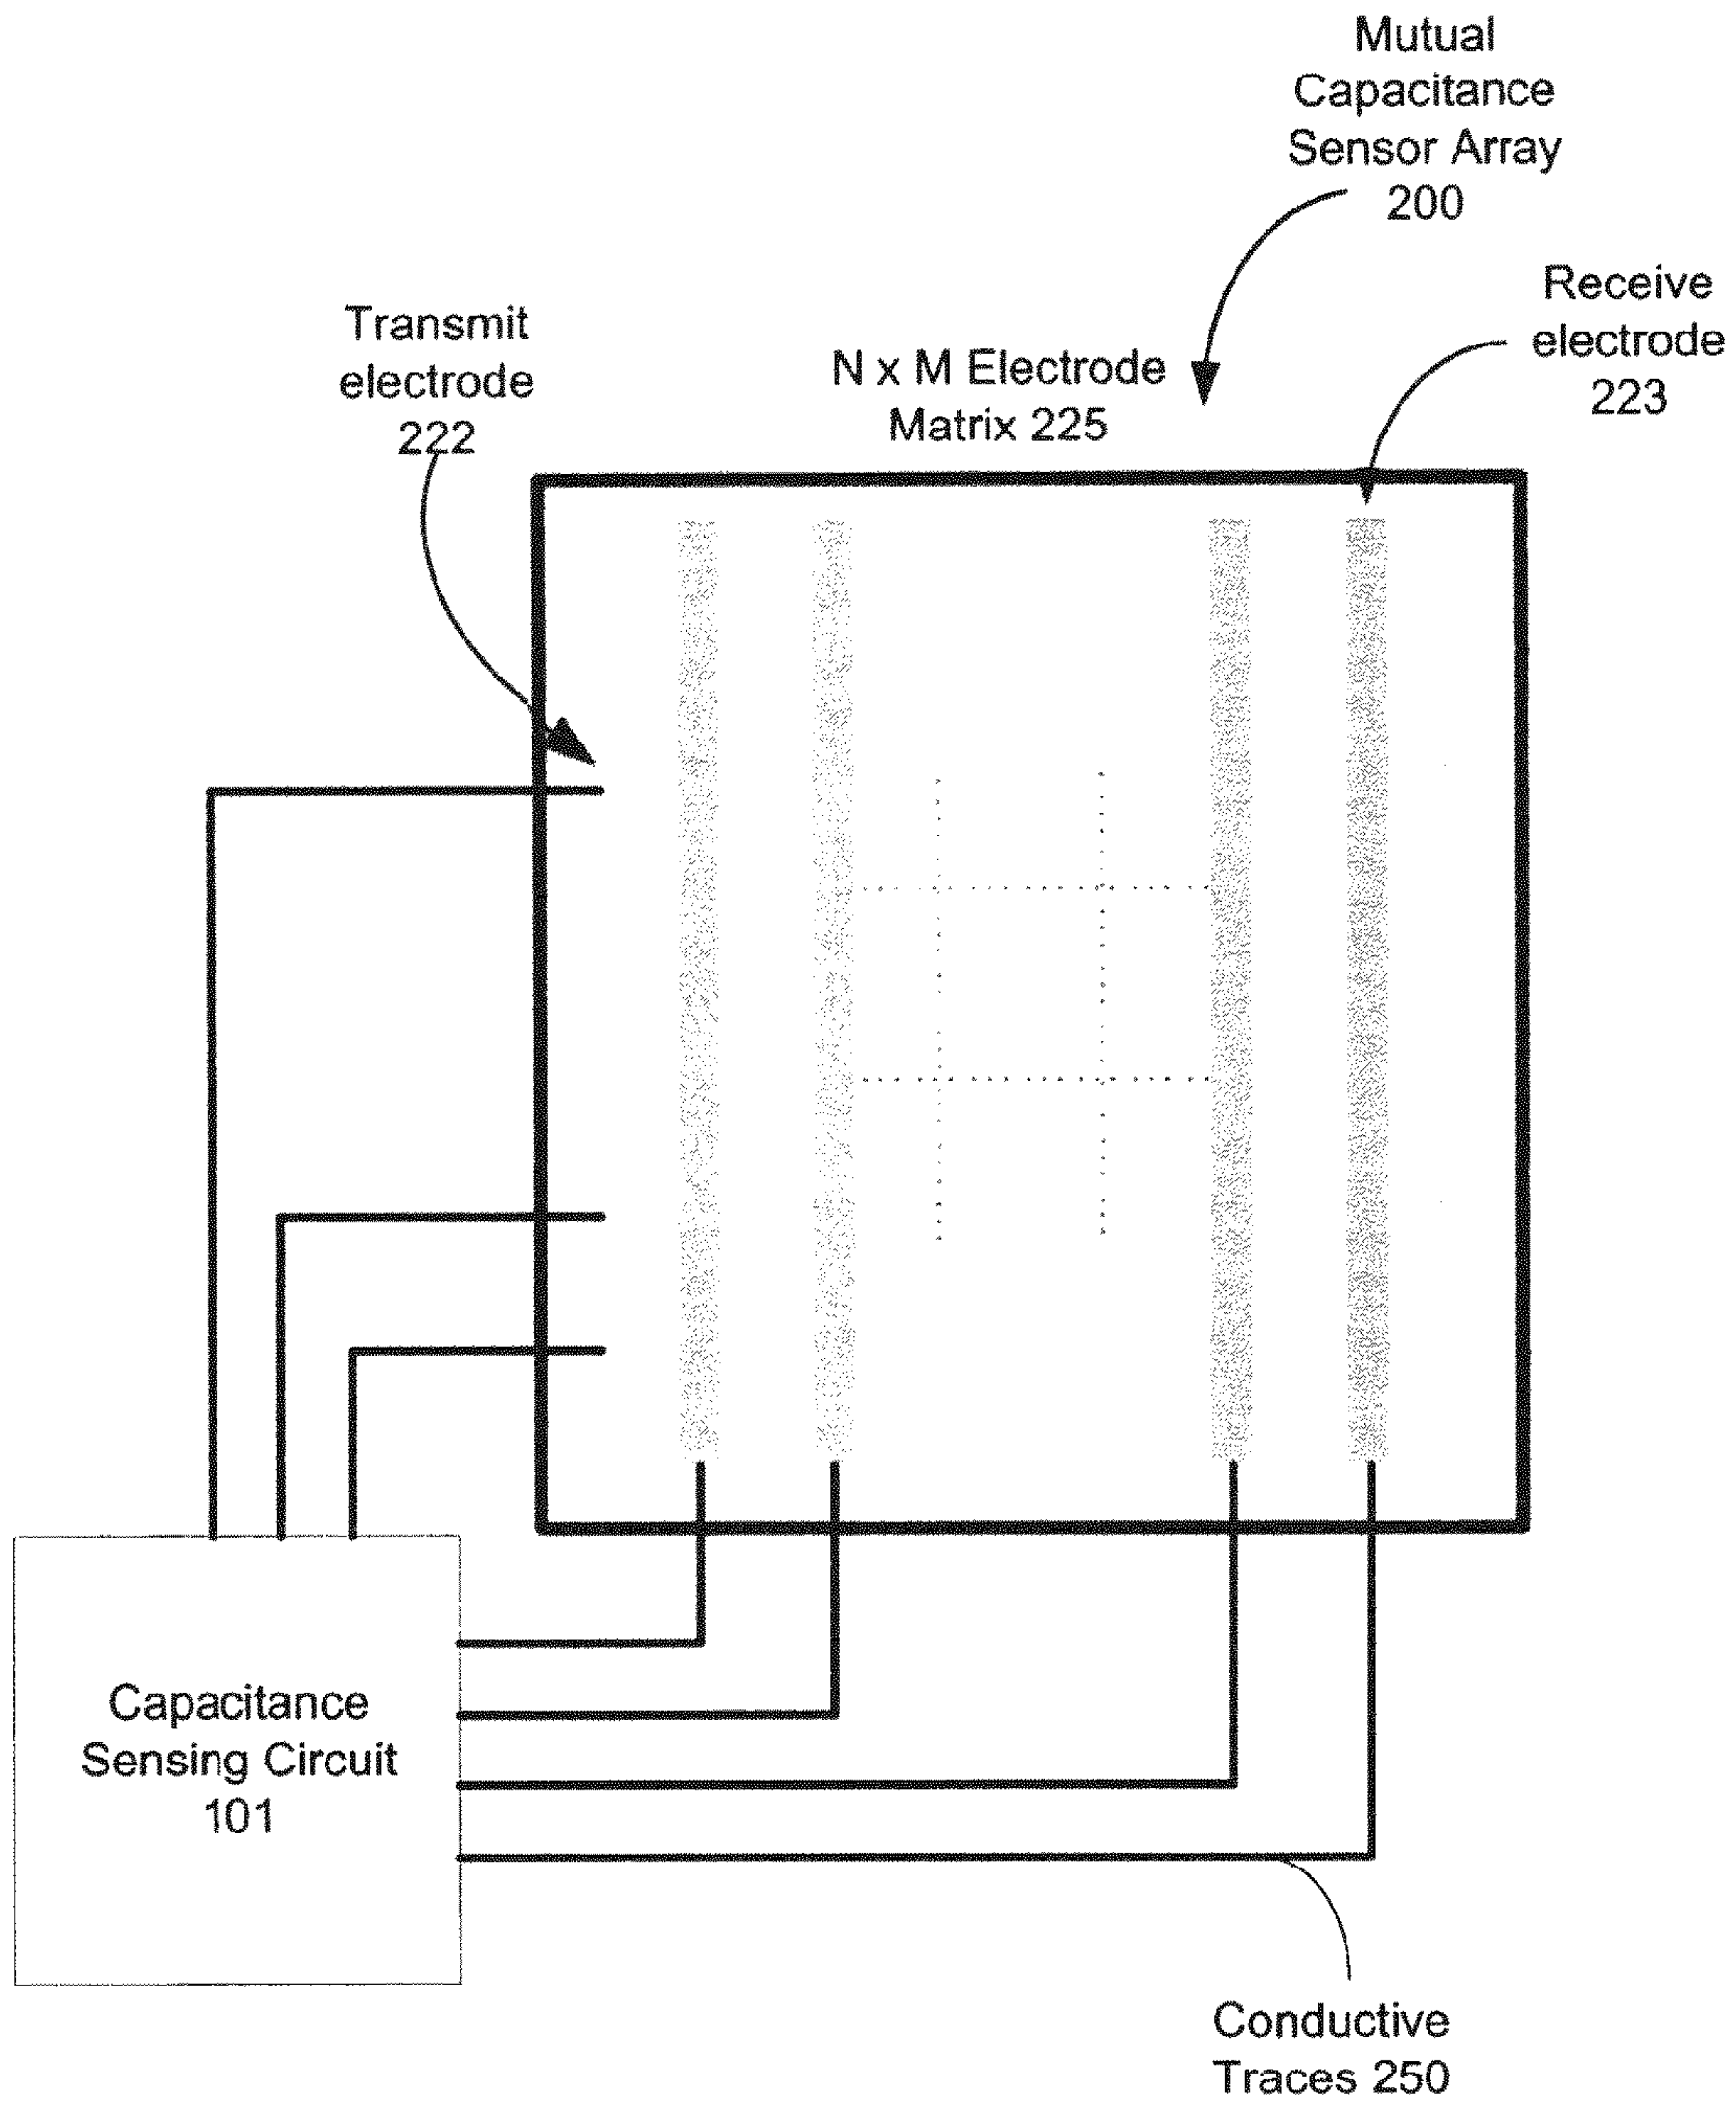 Mutual
Capacitance
Sensor Array
200
Receive
electrode
223
Transmit
electrode
222
N x M Electrode
Matrix 225
Capacitance
Sensing Circuit
101
Conductive
Traces 250